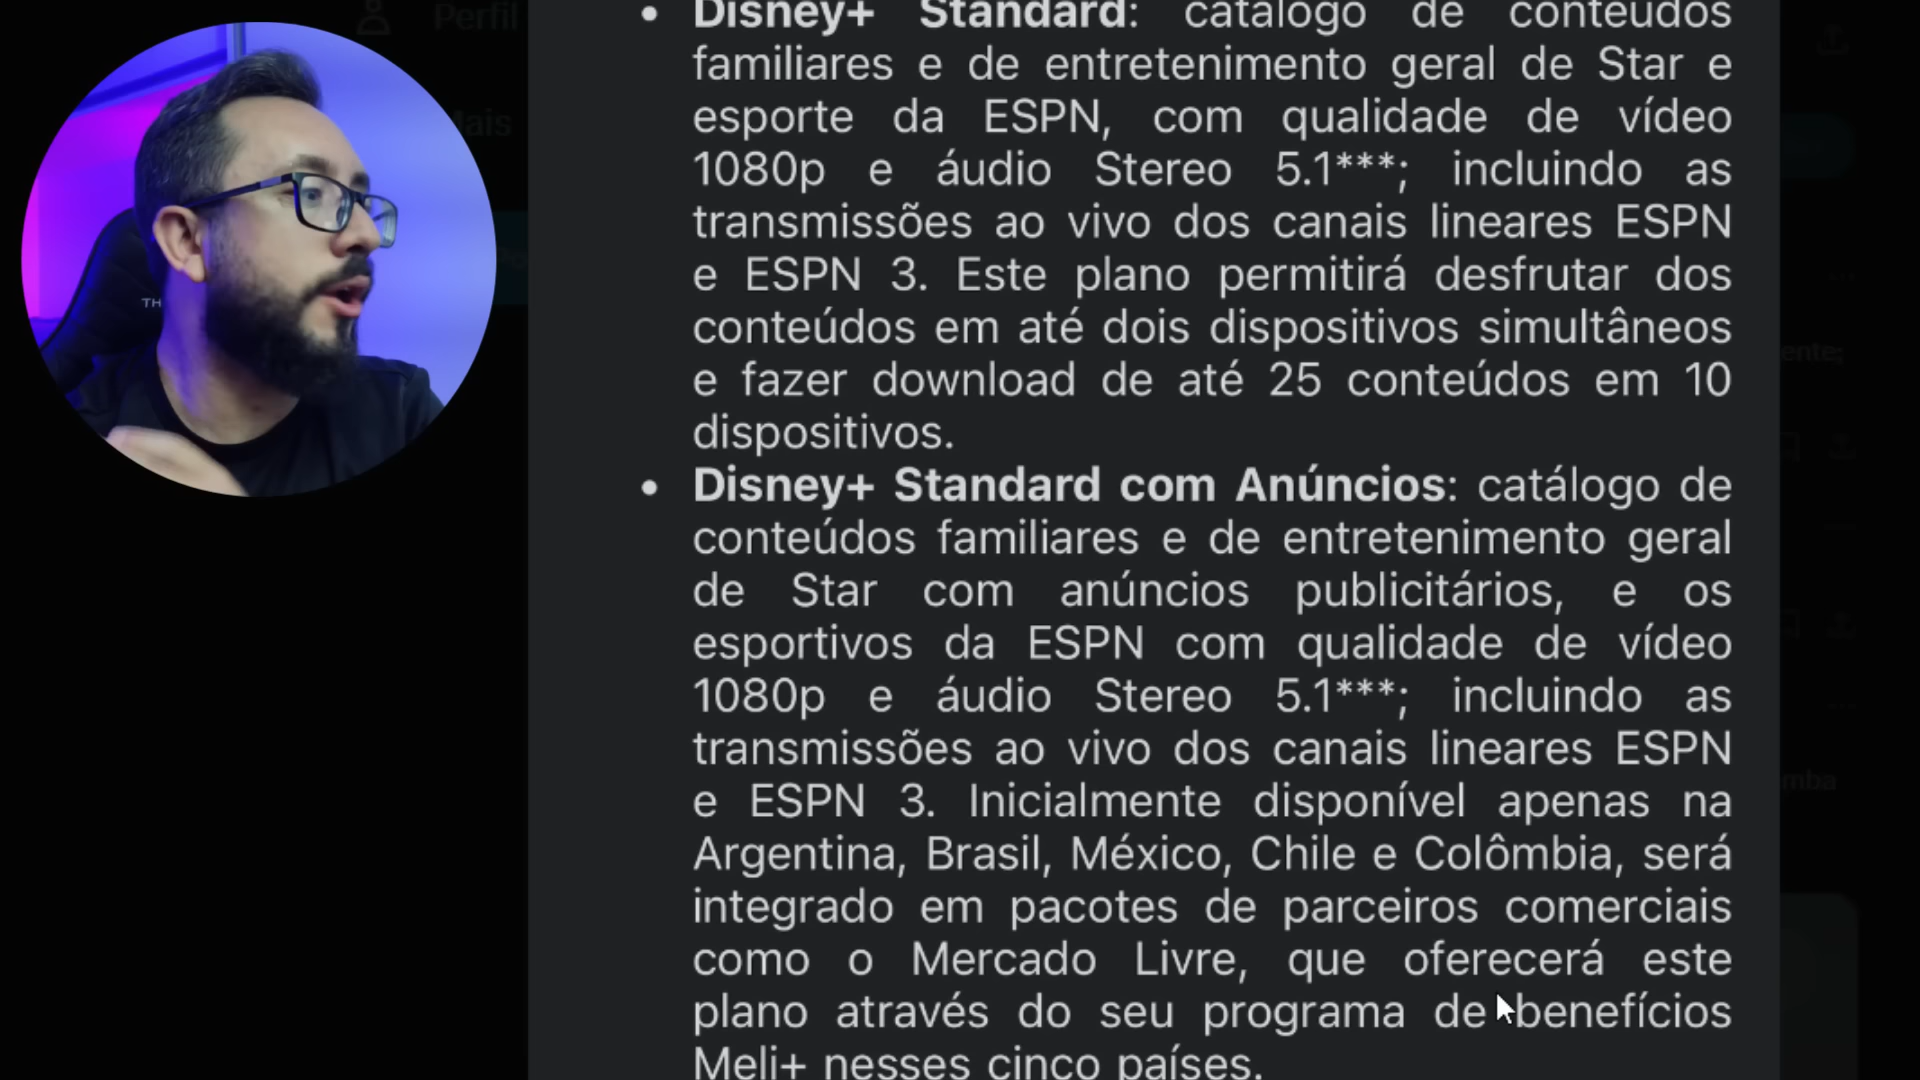 Perfil
Mais
TH
• Disney+ Standard: catálogo de conteúdos
familiares e de entretenimento geral de Star e
esporte da ESPN, com qualidade de vídeo
1080p e áudio Stereo 5.1***; incluindo as
transmissões ao vivo dos canais lineares ESPN
e ESPN 3. Este plano permitirá desfrutar dos
conteúdos em até dois dispositivos simultâneos
e fazer download de até 25 conteúdos em 10
dispositivos.
• Disney+ Standard com Anúncios: catálogo de
conteúdos familiares e de entretenimento geral
de Star com anúncios publicitários, e os
esportivos da ESPN com qualidade de vídeo
1080p e áudio Stereo 5.1***; incluindo as
transmissões ao vivo dos canais lineares ESPN
e ESPN 3. Inicialmente disponível apenas na
Argentina, Brasil, México, Chile e Colômbia, será
integrado em pacotes de parceiros comerciais
como o Mercado Livre, que oferecerá este
plano através do seu programa de benefícios
Meli+ nesses cinco países.